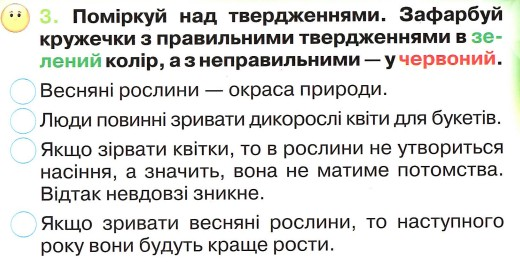 3. Поміркуй над твердженнями. Зафарбуй
кружечки з правильними твердженнями в зе-
лений колір, а з неправильними — у червоний.
Весняні рослини — окраса природи.
Люди повинні зривати дикорослі квіти для букетів.
Якщо зірвати квітки, то в рослини не утвориться
насіння, а значить, вона не матиме потомства.
Відтак невдовзі зникне.
Якщо зривати весняні рослини, то наступного
року вони будуть краще рости.